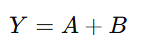 Y = A + B